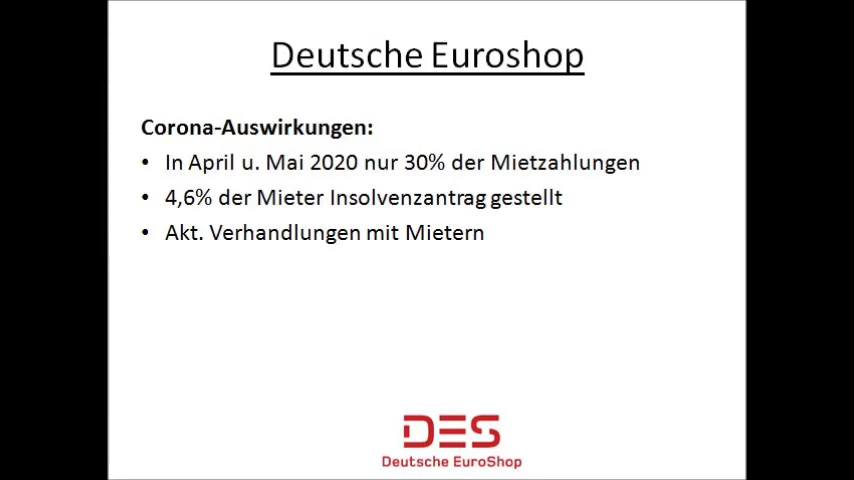 Deutsche Euroshop
Corona-Auswirkungen:
• In April u. Mai 2020 nur 30% der Mietzahlungen
• 4,6% der Mieter Insolvenzantrag gestellt
• Akt. Verhandlungen mit Mietern
DES
Deutsche EuroShop